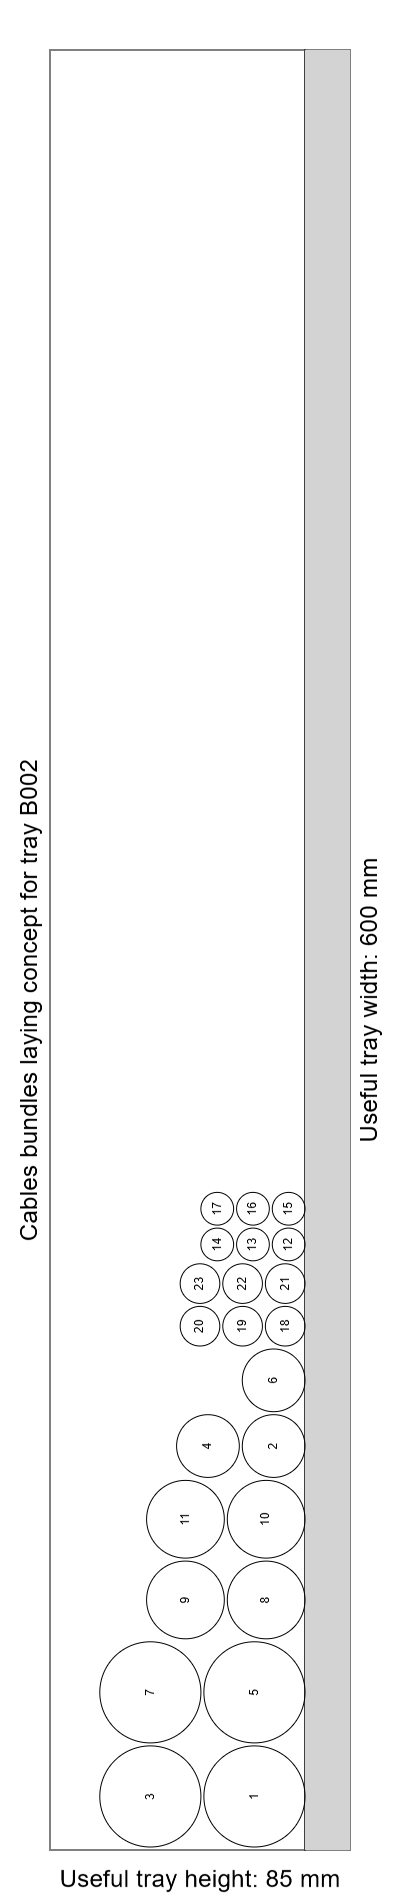 Cables bundles laying concept for tray B002
Useful tray width: 600 mm
17 16 15
14 13 12
23 22 21
20 19 18
6
4 2
11 10
9 8
7 5
3 1
Useful tray height: 85 mm